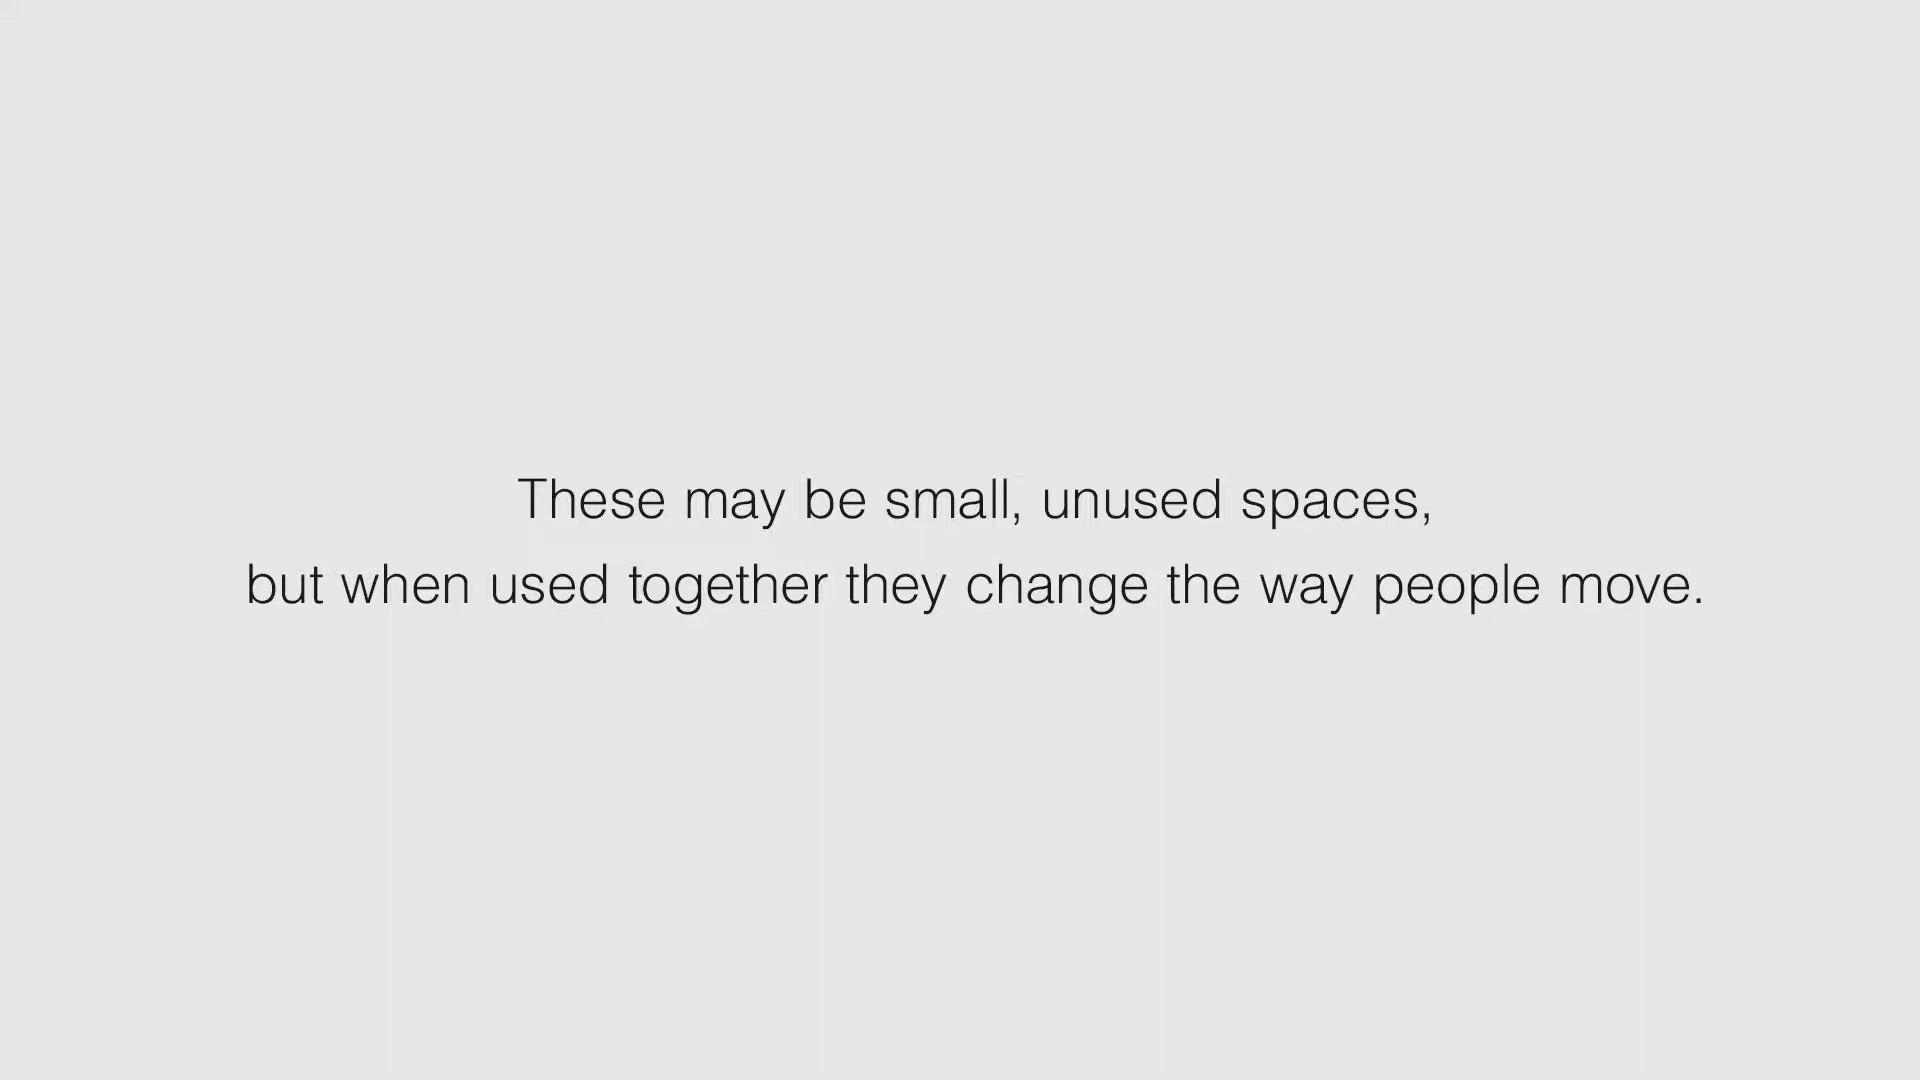 These may be small, unused spaces,
but when used together they change the way people move.